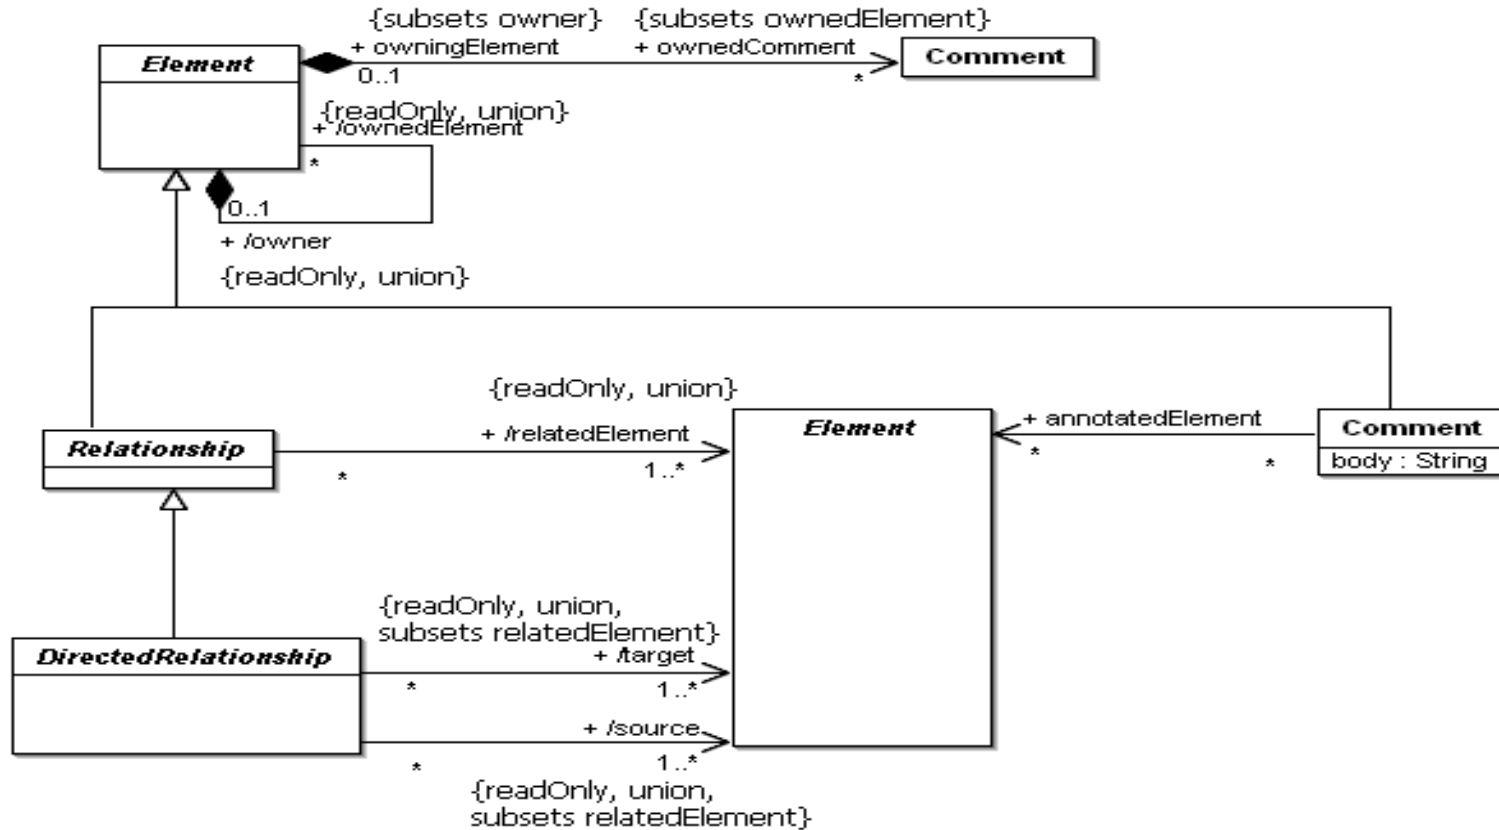 {subsets owner} {subsets ownedElement}
+ owningElement + ownedComment
Element
Comment
0..1 *
{readOnly, union}
+ /ownedElement
*
0..1
+ /owner
{readOnly, union}
{readOnly, union}
+ /relatedElement
Element
+ annotatedElement
Comment
Relationship
* 1..*
* *
body : String
{readOnly, union,
subsets relatedElement}
DirectedRelationship
+ /target
* 1..*
+ /source
* 1..*
{readOnly, union,
subsets relatedElement}